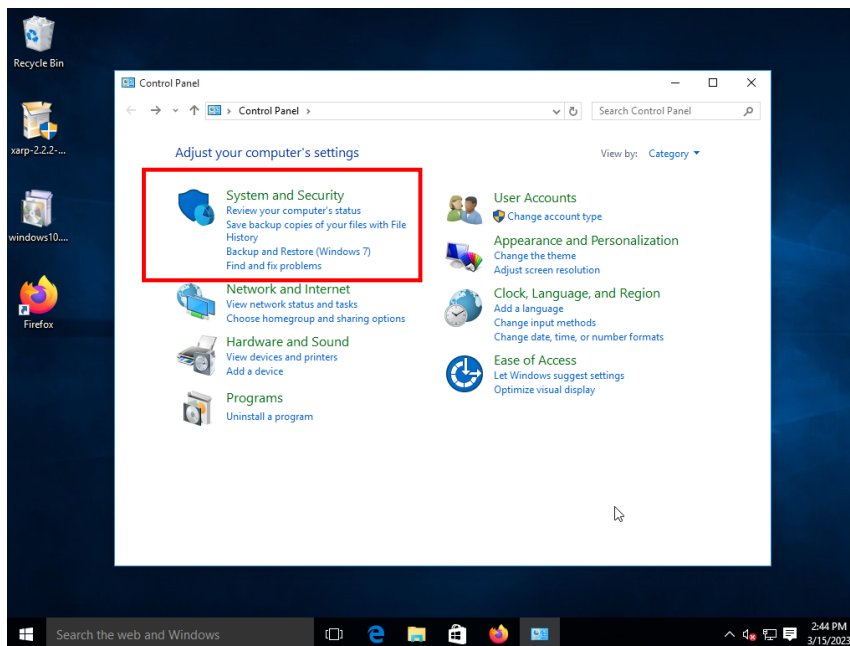 Recycle Bin
xarp-2.2.2-...
windows10....
Firefox
Control Panel
Control Panel
Search Control Panel
Adjust your computer's settings
View by: Category
System and Security
Review your computer's status
Save backup copies of your files with File
History
Backup and Restore (Windows 7)
Find and fix problems
Network and Internet
View network status and tasks
Choose homegroup and sharing options
Hardware and Sound
View devices and printers
Add a device
Programs
Uninstall a program
User Accounts
Change account type
Appearance and Personalization
Change the theme
Adjust screen resolution
Clock, Language, and Region
Add a language
Change input methods
Change date, time, or number formats
Ease of Access
Let Windows suggest settings
Optimize visual display
Search the web and Windows
2:44 PM
3/15/2023